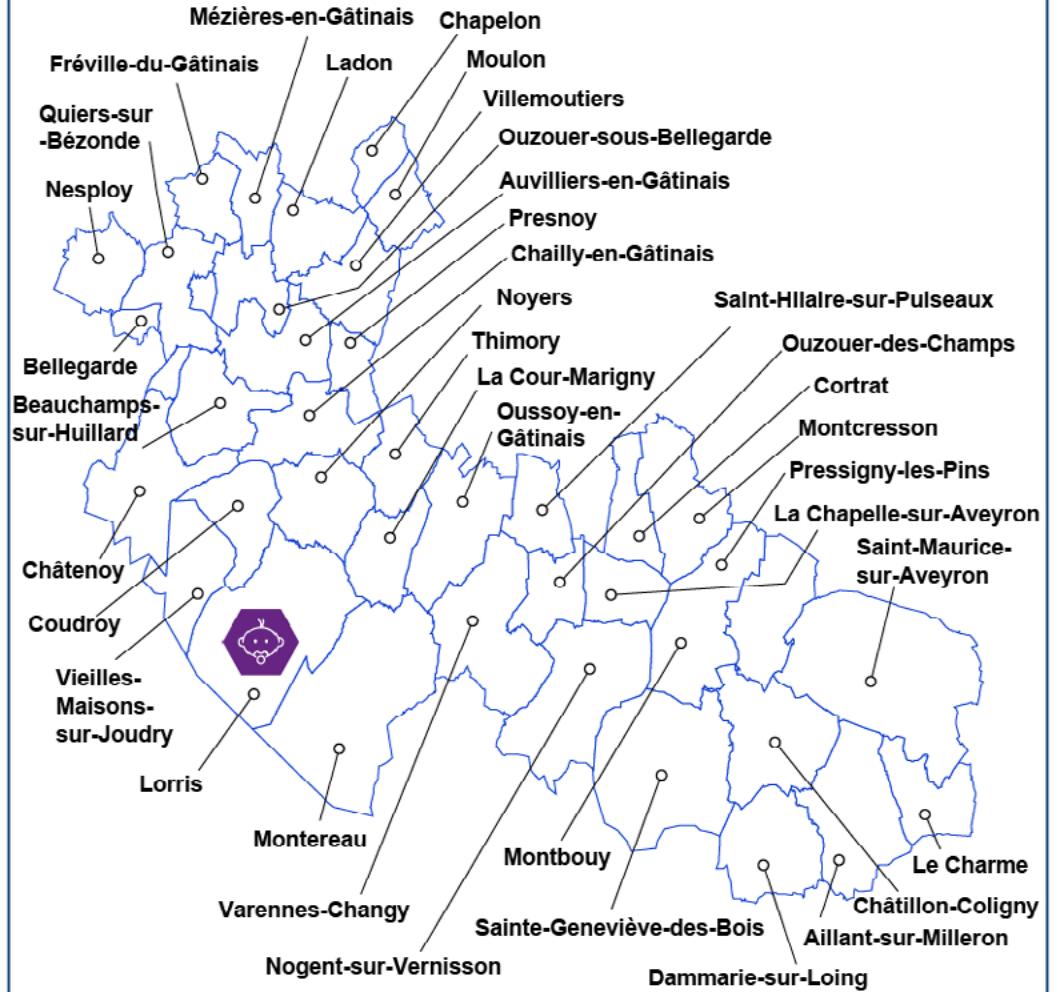 Mézières-en-Gâtinais
Chapelon
Fréville-du-Gâtinais
Ladon
Moulon
Quiers-sur
-Bézonde
Villemoutiers
Ouzouer-sous-Bellegarde
Nesploy
Auvilliers-en-Gâtinais
Presnoy
Chailly-en-Gâtinais
Noyers
Saint-HIlaire-sur-Puiseaux
Thimory
Ouzouer-des-Champs
Bellegarde
La Cour-Marigny
Cortrat
Beauchamps-
sur-Huillard
Oussoy-en-
Gâtinais
Montcresson
Pressigny-les-Pins
La Chapelle-sur-Aveyron
Saint-Maurice-
sur-Aveyron
Châtenoy
Coudroy
Vieilles-
Maisons-
sur-Joudry
Lorris
Montereau
Montbouy
Le Charme
Varennes-Changy
Châtillon-Coligny
Sainte-Geneviève-des-Bois
Aillant-sur-Milleron
Nogent-sur-Vernisson
Dammarie-sur-Loing